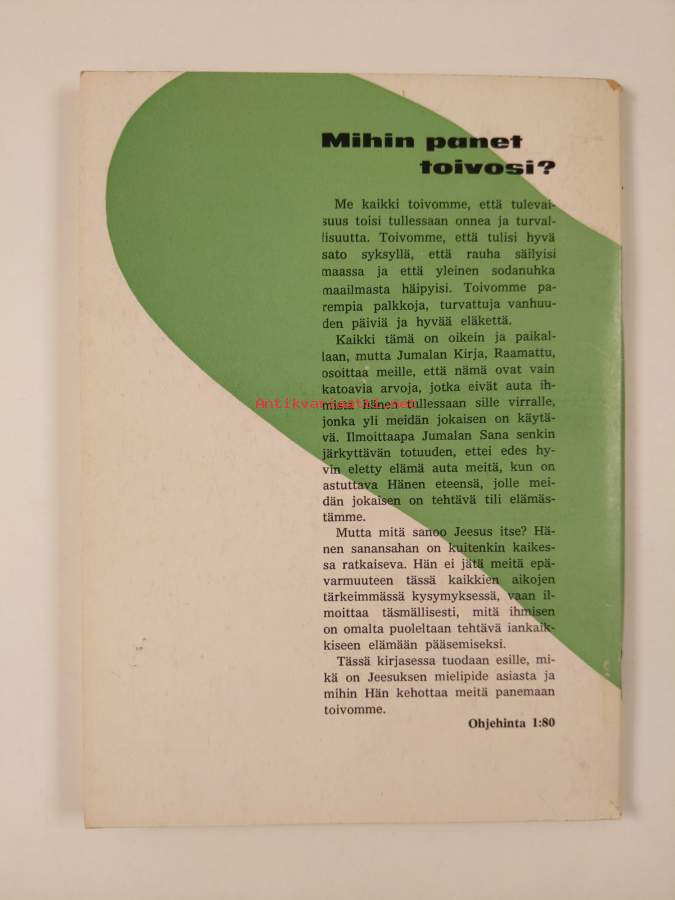 Mihin panet
toivosi?
Me kaikki toivomme, että tulevai-
suus toisi tullessaan onnea ja turval-
lisuutta. Toivomme, että tulisi hyvä
sato syksyllä, että rauha säilyisi
maassa ja että yleinen sodanuhka
maailmasta häipyisi. Toivomme pa-
rempia palkkoja, turvattuja vanhuu-
den päiviä ja hyvää eläkettä.
Kaikki tämä on oikein ja paikal-
laan, mutta Jumalan Kirja, Raamattu,
osoittaa meille, että nämä ovat vain
katoavia arvoja, jotka eivät auta ih-
mistä hänen tullessaan sille virralle,
Antikvariaatti.net
jonka yli meidän jokaisen on käytä-
vä. Ilmoittaapa Jumalan Sana senkin
järkyttävän totuuden, ettei edes hy-
vin eletty elämä auta meitä, kun on
astuttava Hänen eteensä, jolle mei-
dän jokaisen on tehtävä tili elämäs-
tämme.
Mutta mitä sanoo Jeesus itse? Hä-
nen sanansahan on kuitenkin kaikes-
sa ratkaiseva. Hän ei jätä meitä epä-
varmuuteen tässä kaikkien aikojen
tärkeimmässä kysymyksessä, vaan il-
moittaa täsmällisesti, mitä ihmisen
on omalta puoleltaan tehtävä iankaik-
kiseen elämään pääsemiseksi.
Tässä kirjasessa tuodaan esille, mi-
kä on Jeesuksen mielipide asiasta ja
mihin Hän kehottaa meitä panemaan
toivomme.
Ohjehinta 1:80